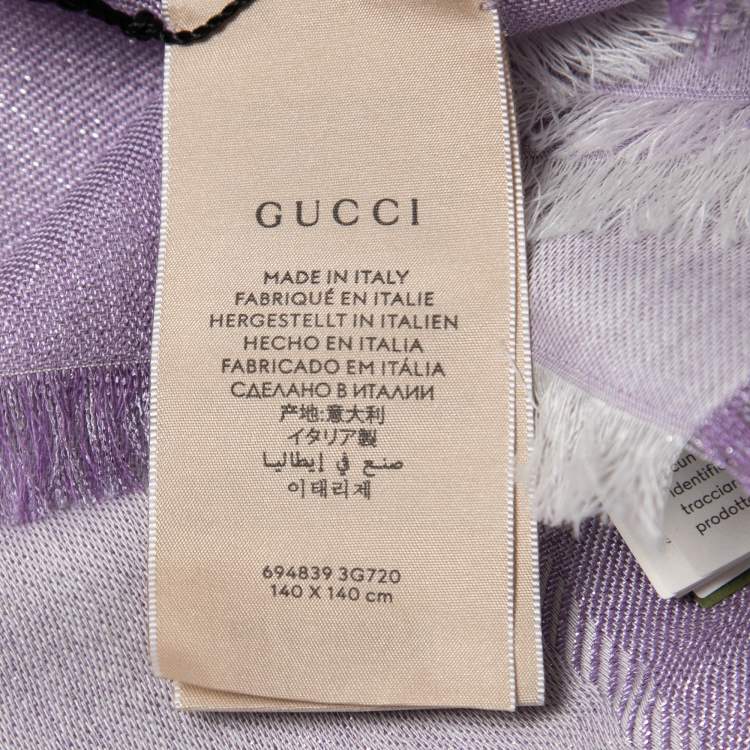 GUCCI
MADE IN ITALY
FABRIQUÉ EN ITALIE
HERGESTELLT IN ITALIEN
HECHO EN ITALIA
FABRICADO EM ITÁLIA
СДЕЛАНО В ИТАЛИИ
产地:意大利
イタリア製
صنع في إيطاليا
이태리제
694839 3G720
140 X 140 cm
tracciar
prodotto